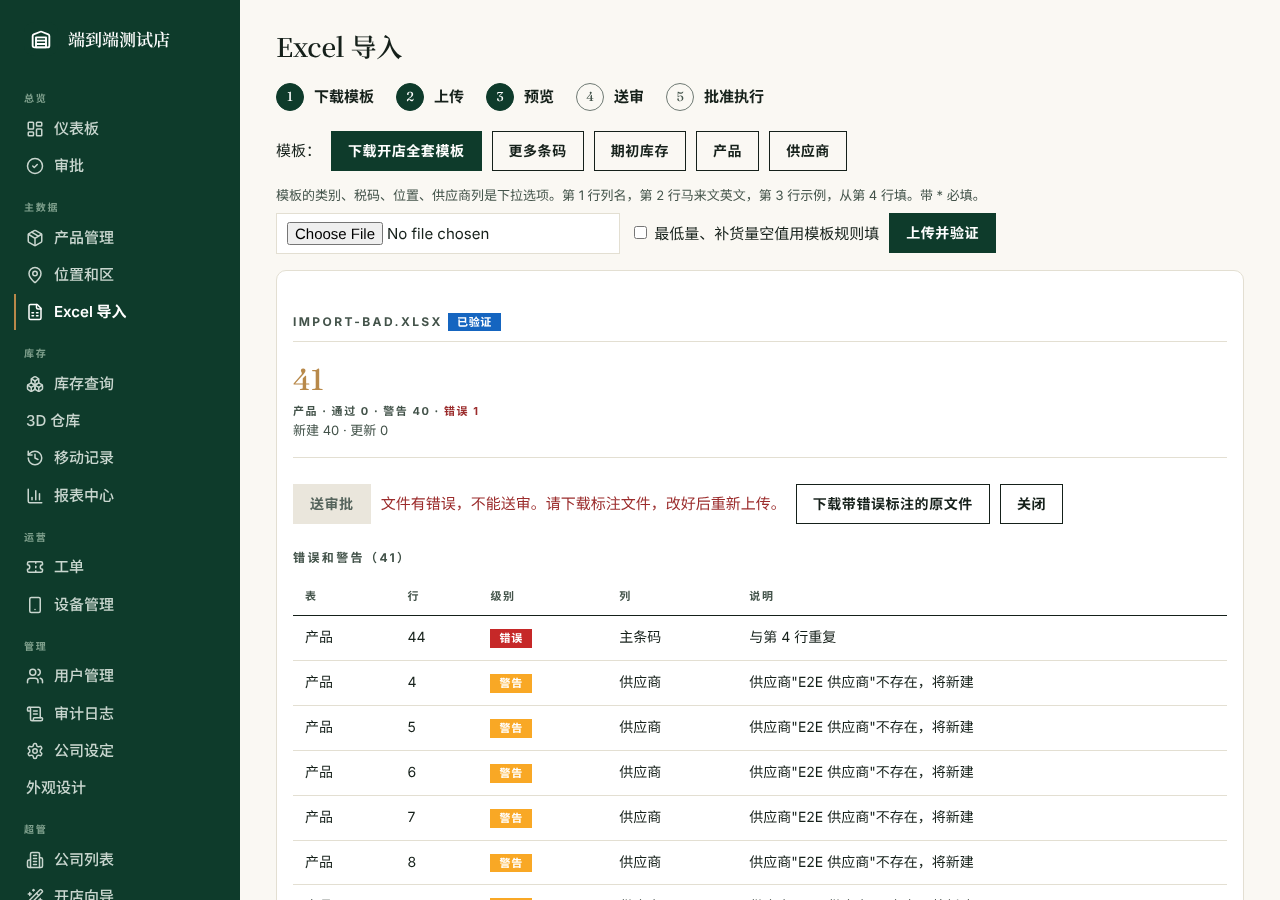 端到端测试店
总览
仪表板
审批
主数据
产品管理
位置和区
Excel 导入
库存
库存查询
3D 仓库
移动记录
报表中心
运营
工单
设备管理
管理
用户管理
审计日志
公司设定
外观设计
超管
公司列表
开店向导
Excel 导入
1 下载模板 2 上传 3 预览 4 送审 5 批准执行
模板： 下载开店全套模板 更多条码 期初库存 产品 供应商
模板的类别、税码、位置、供应商列是下拉选项。第 1 行列名，第 2 行马来文英文，第 3 行示例，从第 4 行填。带 * 必填。
Choose File No file chosen 最低量、补货量空值用模板规则填 上传并验证
IMPORT-BAD.XLSX 已验证
41
产品 · 通过 0 · 警告 40 · 错误 1
新建 40 · 更新 0
送审批 文件有错误，不能送审。请下载标注文件，改好后重新上传。 下载带错误标注的原文件 关闭
错误和警告（41）
表 行 级别 列 说明
产品 44 错误 主条码 与第 4 行重复
产品 4 警告 供应商 供应商"E2E 供应商"不存在，将新建
产品 5 警告 供应商 供应商"E2E 供应商"不存在，将新建
产品 6 警告 供应商 供应商"E2E 供应商"不存在，将新建
产品 7 警告 供应商 供应商"E2E 供应商"不存在，将新建
产品 8 警告 供应商 供应商"E2E 供应商"不存在，将新建